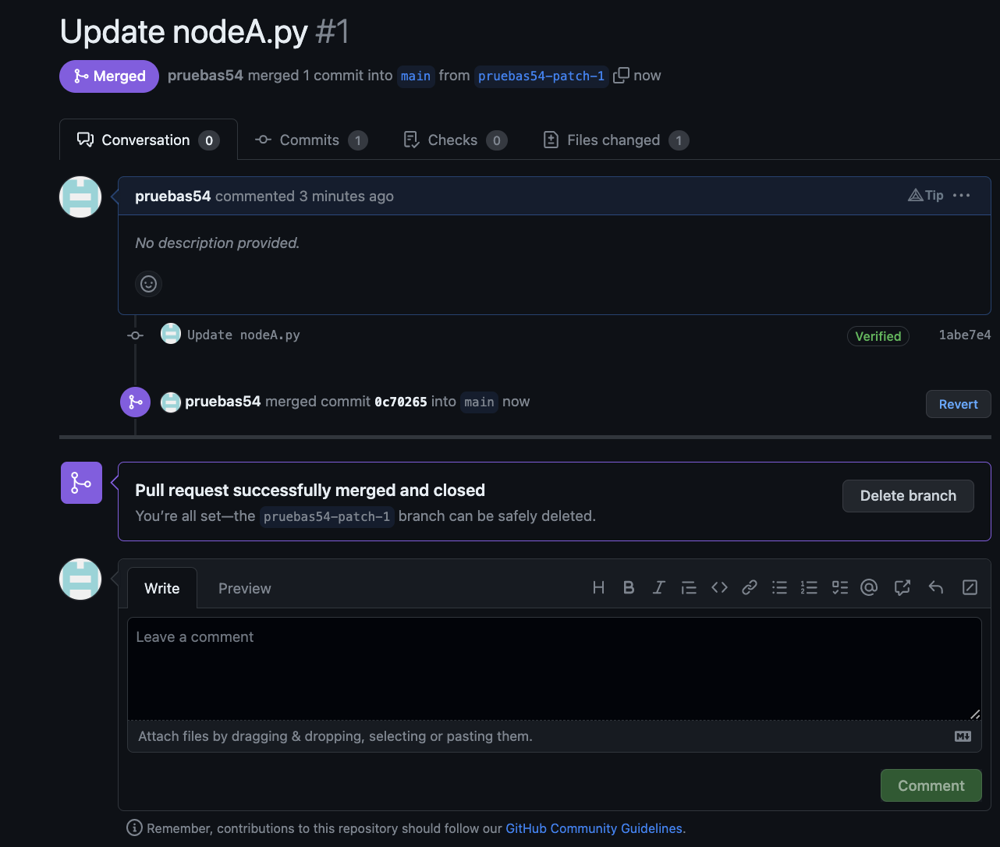 Update nodeA.py #1
Merged pruebas54 merged 1 commit into main from pruebas54-patch-1 now
Conversation 0 Commits 1 Checks 0 Files changed 1
pruebas54 commented 3 minutes ago Tip ···
No description provided.
Update nodeA.py Verified 1abe7e4
pruebas54 merged commit 0c70265 into main now Revert
Pull request successfully merged and closed
Delete branch
You’re all set—the pruebas54-patch-1 branch can be safely deleted.
Write Preview
Leave a comment
Attach files by dragging & dropping, selecting or pasting them.
Comment
Remember, contributions to this repository should follow our GitHub Community Guidelines.